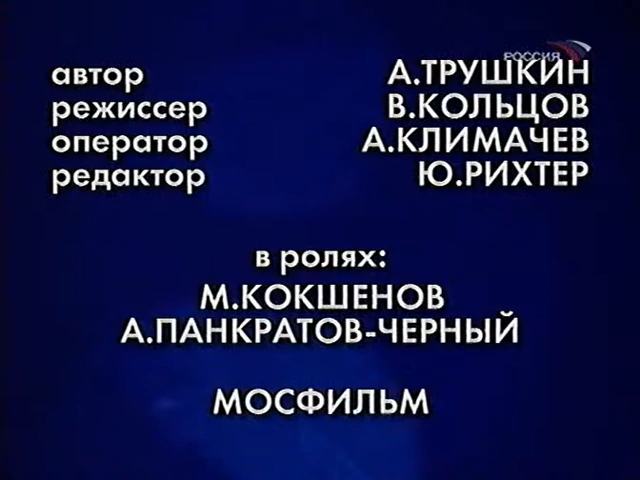 РОССИЯ
автор А.ТРУШКИН
режиссер В.КОЛЬЦОВ
оператор А.КЛИМАЧЕВ
редактор Ю.РИХТЕР
в ролях:
М.КОКШЕНОВ
А.ПАНКРАТОВ-ЧЕРНЫЙ
МОСФИЛЬМ